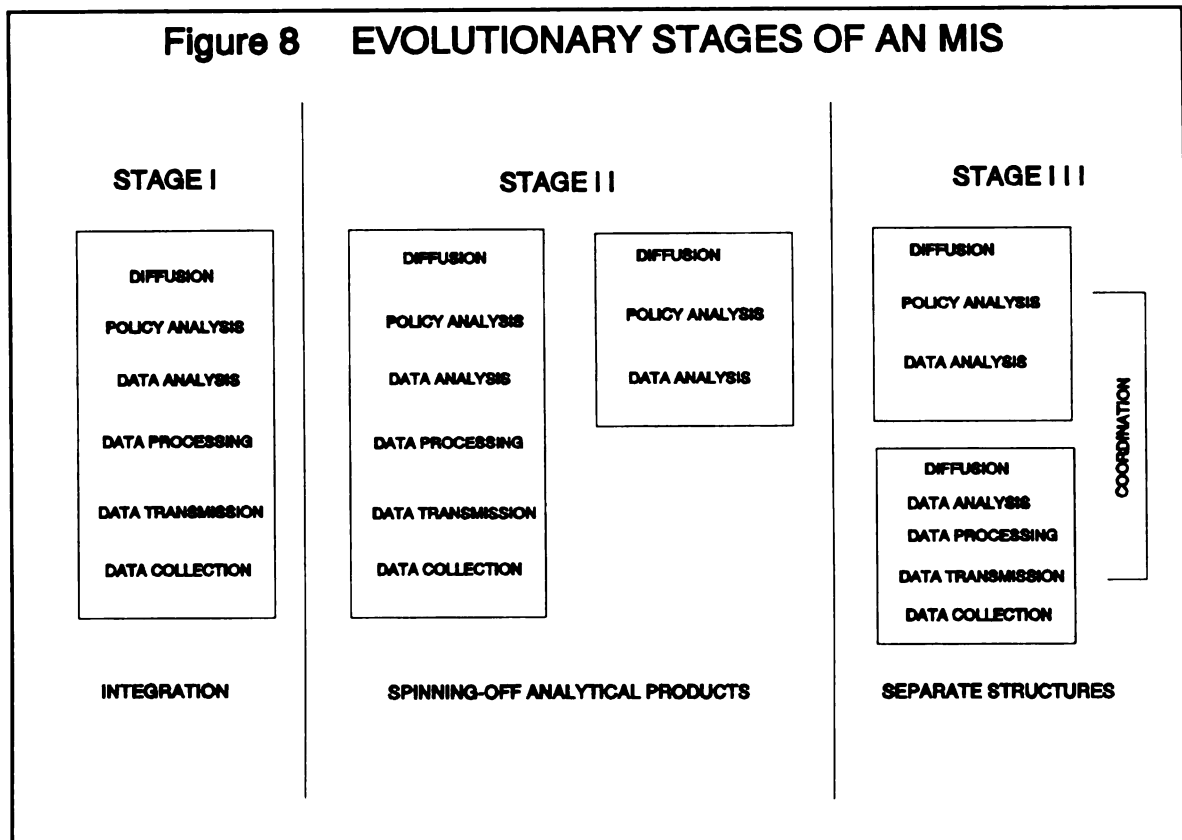 Figure 8 EVOLUTIONARY STAGES OF AN MIS
STAGE I
DIFFUSION
POLICY ANALYSIS
DATA ANALYSIS
DATA PROCESSING
DATA TRANSMISSION
DATA COLLECTION
INTEGRATION
STAGE II
DIFFUSION
POLICY ANALYSIS
DATA ANALYSIS
DATA PROCESSING
DATA TRANSMISSION
DATA COLLECTION
DIFFUSION
POLICY ANALYSIS
DATA ANALYSIS
SPINNING-OFF ANALYTICAL PRODUCTS
STAGE III
DIFFUSION
POLICY ANALYSIS
DATA ANALYSIS
DIFFUSION
DATA ANALYSIS
DATA PROCESSING
DATA TRANSMISSION
DATA COLLECTION
COORDINATION
SEPARATE STRUCTURES